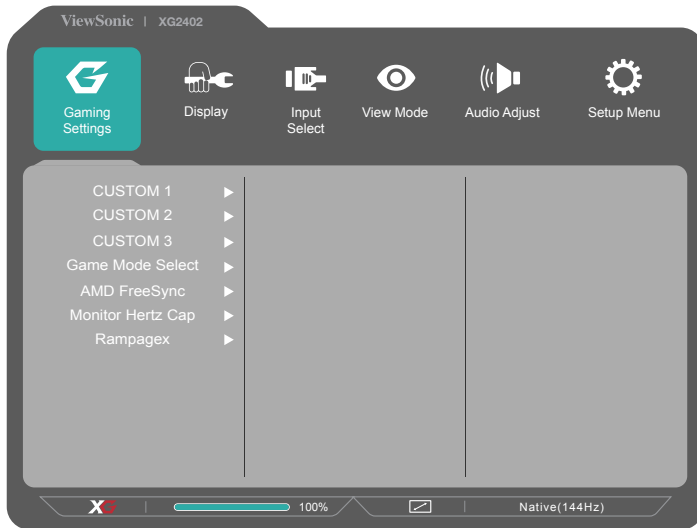 ViewSonic | XG2402
Gaming
Settings
Display
Input
Select
View Mode
Audio Adjust
Setup Menu
CUSTOM 1
CUSTOM 2
CUSTOM 3
Game Mode Select
AMD FreeSync
Monitor Hertz Cap
Rampagex
XG
100%
Native(144Hz)